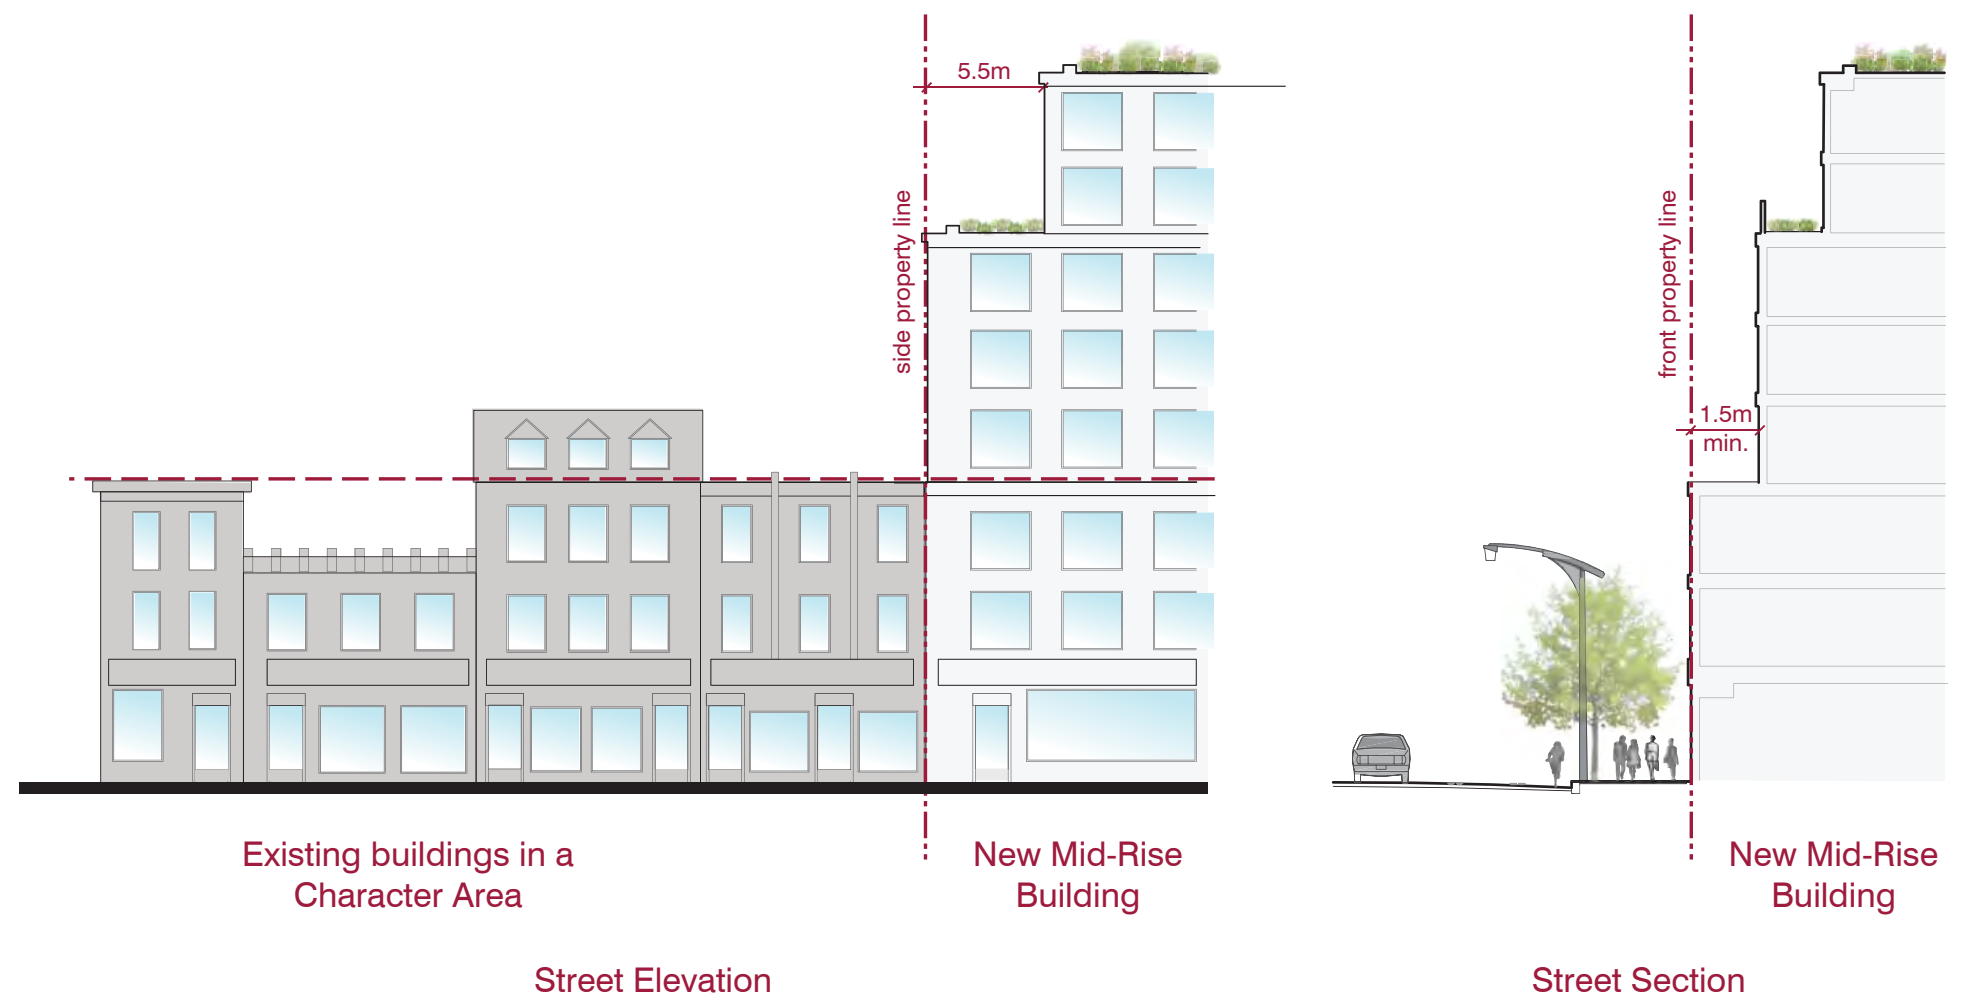 5.5m
side property line
front property line
1.5m
min.
Existing buildings in a
Character Area
New Mid-Rise
Building
New Mid-Rise
Building
Street Elevation
Street Section